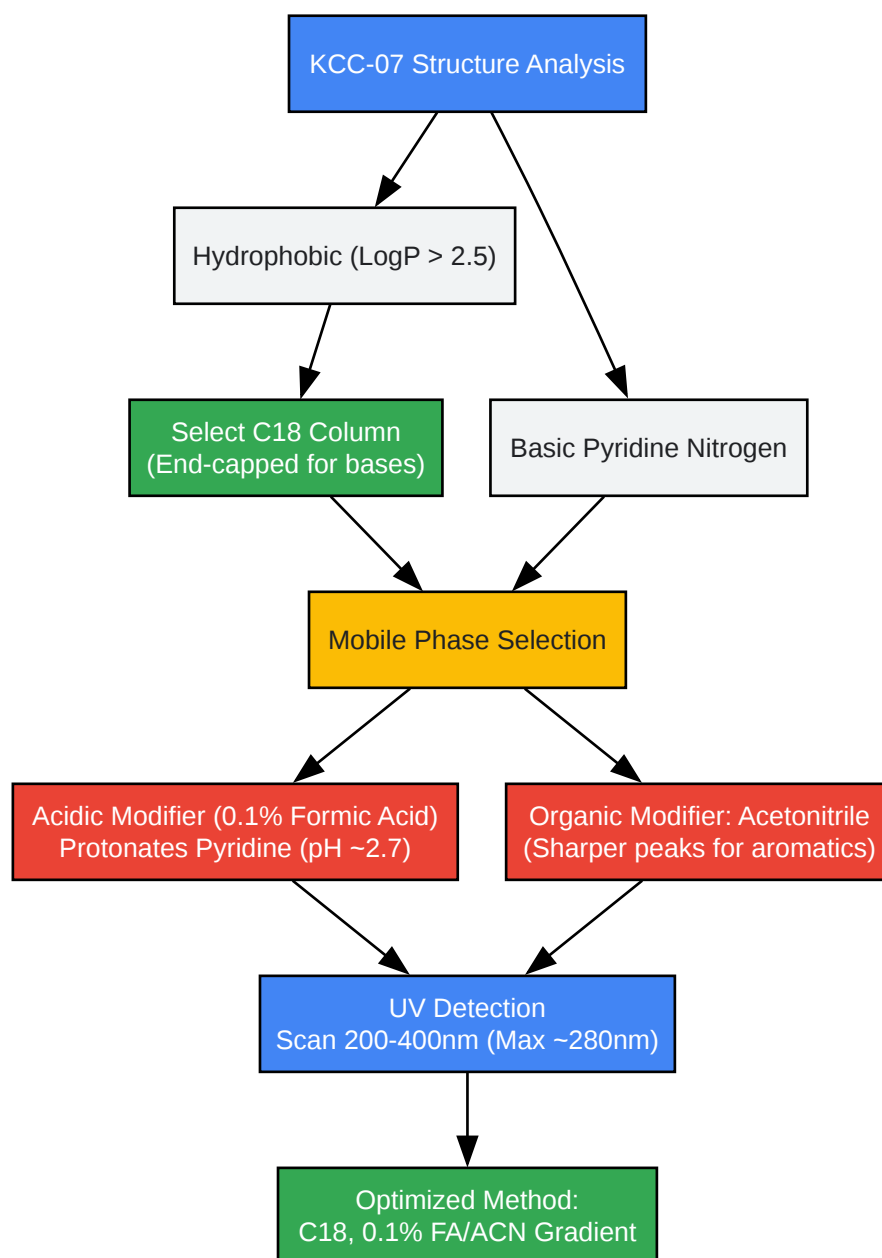 KCC-07 Structure Analysis
Hydrophobic (LogP > 2.5)
Select C18 Column
(End-capped for bases)
Basic Pyridine Nitrogen
Mobile Phase Selection
Acidic Modifier (0.1% Formic Acid)
Protonates Pyridine (pH ~2.7)
Organic Modifier: Acetonitrile
(Sharper peaks for aromatics)
UV Detection
Scan 200-400nm (Max ~280nm)
Optimized Method:
C18, 0.1% FA/ACN Gradient